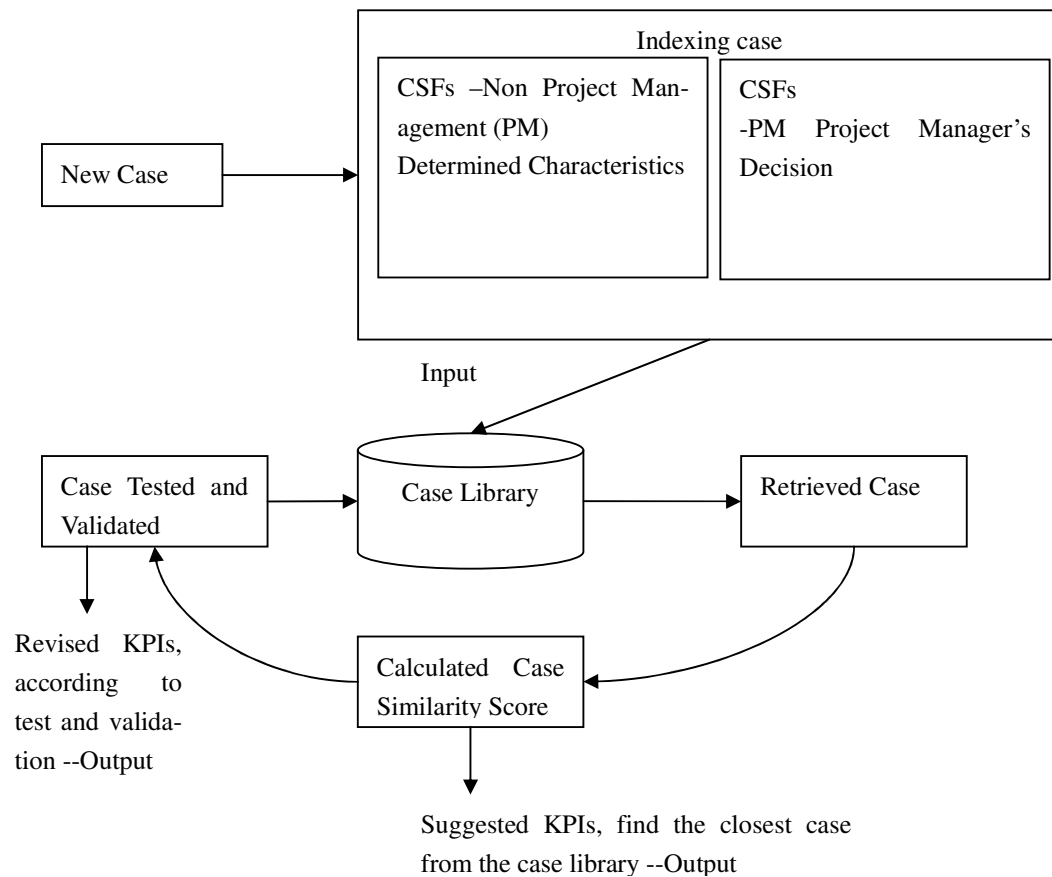 Indexing case
CSFs –Non Project Man-
agement (PM)
Determined Characteristics
CSFs
-PM Project Manager's
Decision
New Case
Input
Case Tested and
Validated
Case Library
Retrieved Case
Revised KPIs,
according to
test and valida-
tion --Output
Calculated Case
Similarity Score
Suggested KPIs, find the closest case
from the case library --Output